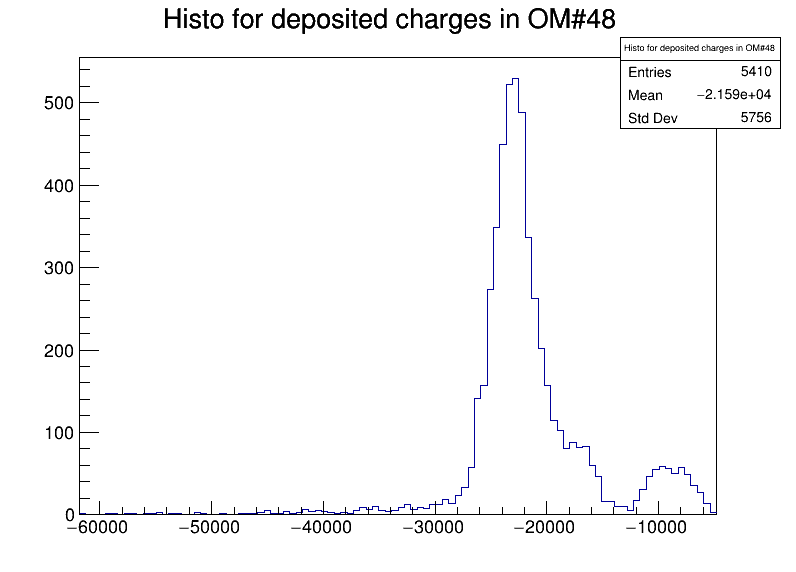 Histo for deposited charges in OM#48
Histo for deposited charges in OM#48
Entries 5410
Mean −2.159e+04
Std Dev 5756
500
400
300
200
100
0
−60000 −50000 −40000 −30000 −20000 −10000